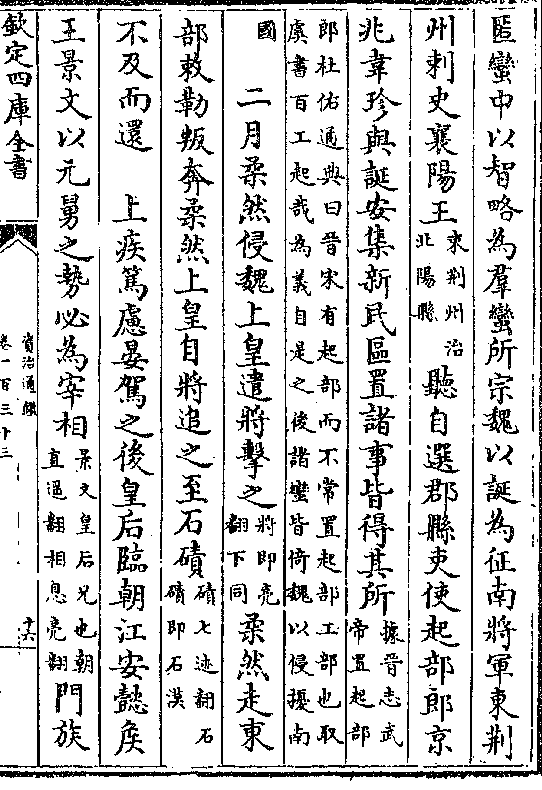 匿蠻中以智略為羣蠻所宗魏以誕為征南將軍東荆
州刺史襄陽王東荆州治北陽縣聽自選郡縣吏使起部郎京
兆韋珍與誕安集新民區置諸事皆得其所據晉志武帝置起部
郎杜佑通典曰晉宋有起部而不常置起部工部也取
虞書百工起哉為義自是之後諸蠻皆倚魏以侵擾南
國 二月柔然侵魏上皇遣將擊之將即亮翻下同柔然走東
部敕勒叛奔柔然上皇自將追之至石磧磧七迹翻石磧即石漠
不及而還 上疾篤慮晏駕之後皇后臨朝江安懿侯
王景文以元舅之勢必為宰相景文皇后兄也朝直遥翻相息亮翻門族
欽定四庫全書
資治通鑑
卷一百三十三
十六